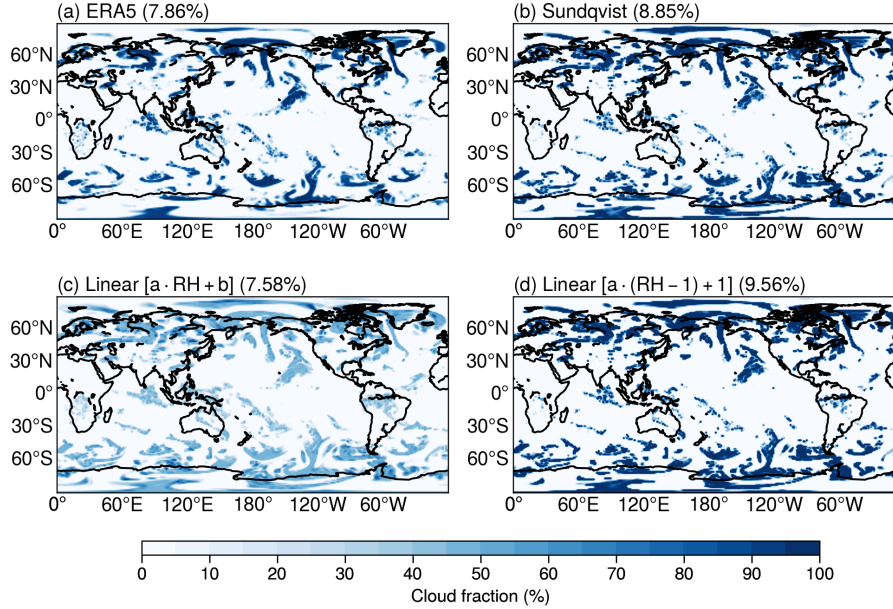 (a) ERA5 (7.86%)
(b) Sundqvist (8.85%)
60°N
30°N
0°
30°S
60°S
0° 60°E 120°E 180° 120°W 60°W
60°N
30°N
0°
30°S
60°S
0° 60°E 120°E 180° 120°W 60°W
(c) Linear [a · RH + b] (7.58%)
(d) Linear [a · (RH − 1) + 1] (9.56%)
60°N
30°N
0°
30°S
60°S
0° 60°E 120°E 180° 120°W 60°W
60°N
30°N
0°
30°S
60°S
0° 60°E 120°E 180° 120°W 60°W
0 10 20 30 40 50 60 70 80 90 100
Cloud fraction (%)